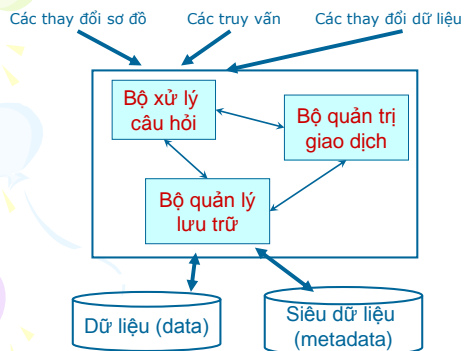 Các thay đổi sơ đồ Các truy vấn Các thay đổi dữ liệu
Bộ xử lý
câu hỏi
Bộ quản trị
giao dịch
Bộ quản lý
lưu trữ
Dữ liệu (data)
Siêu dữ liệu
(metadata)